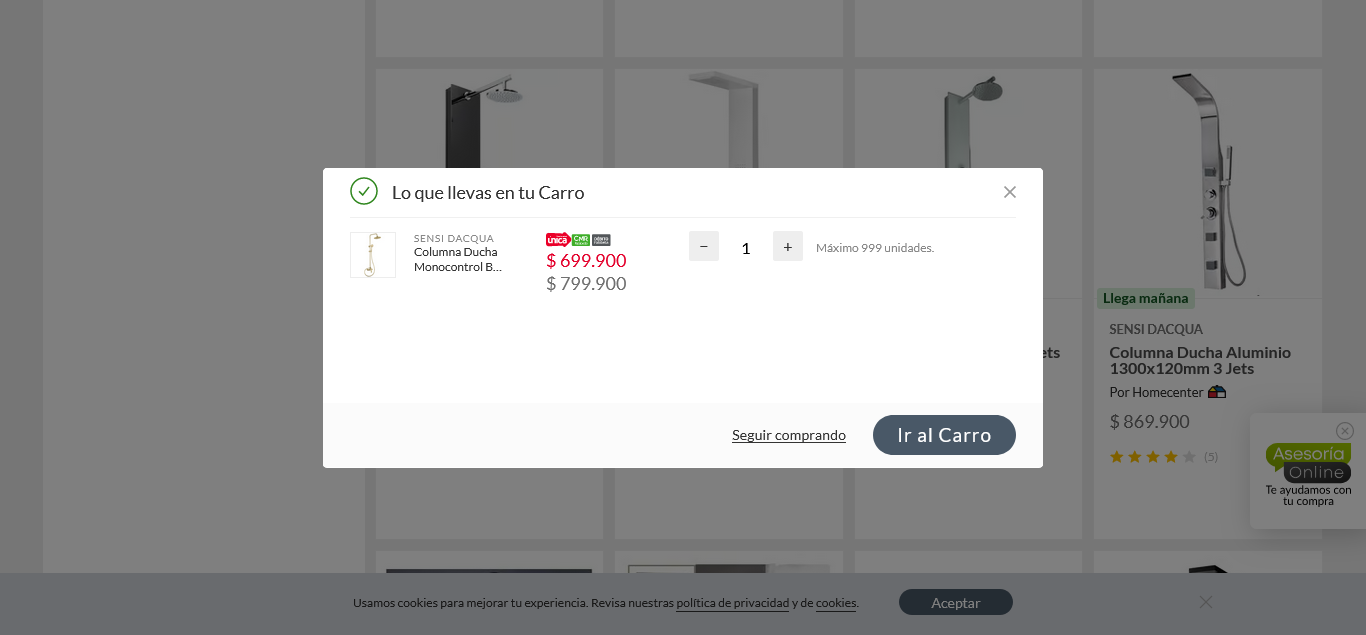 Lo que llevas en tu Carro
SENSI DACQUA
Columna Ducha
Monocontrol B...
única CMR
$ 699.900
$ 799.900
− 1 + Máximo 999 unidades.
Seguir comprando
Ir al Carro
ets
Llega mañana
SENSI DACQUA
Columna Ducha Aluminio
1300x120mm 3 Jets
Por Homecenter
$ 869.900
(5)
Asesoría
Online
Te ayudamos con
tu compra
Usamos cookies para mejorar tu experiencia. Revisa nuestras política de privacidad y de cookies.
Aceptar